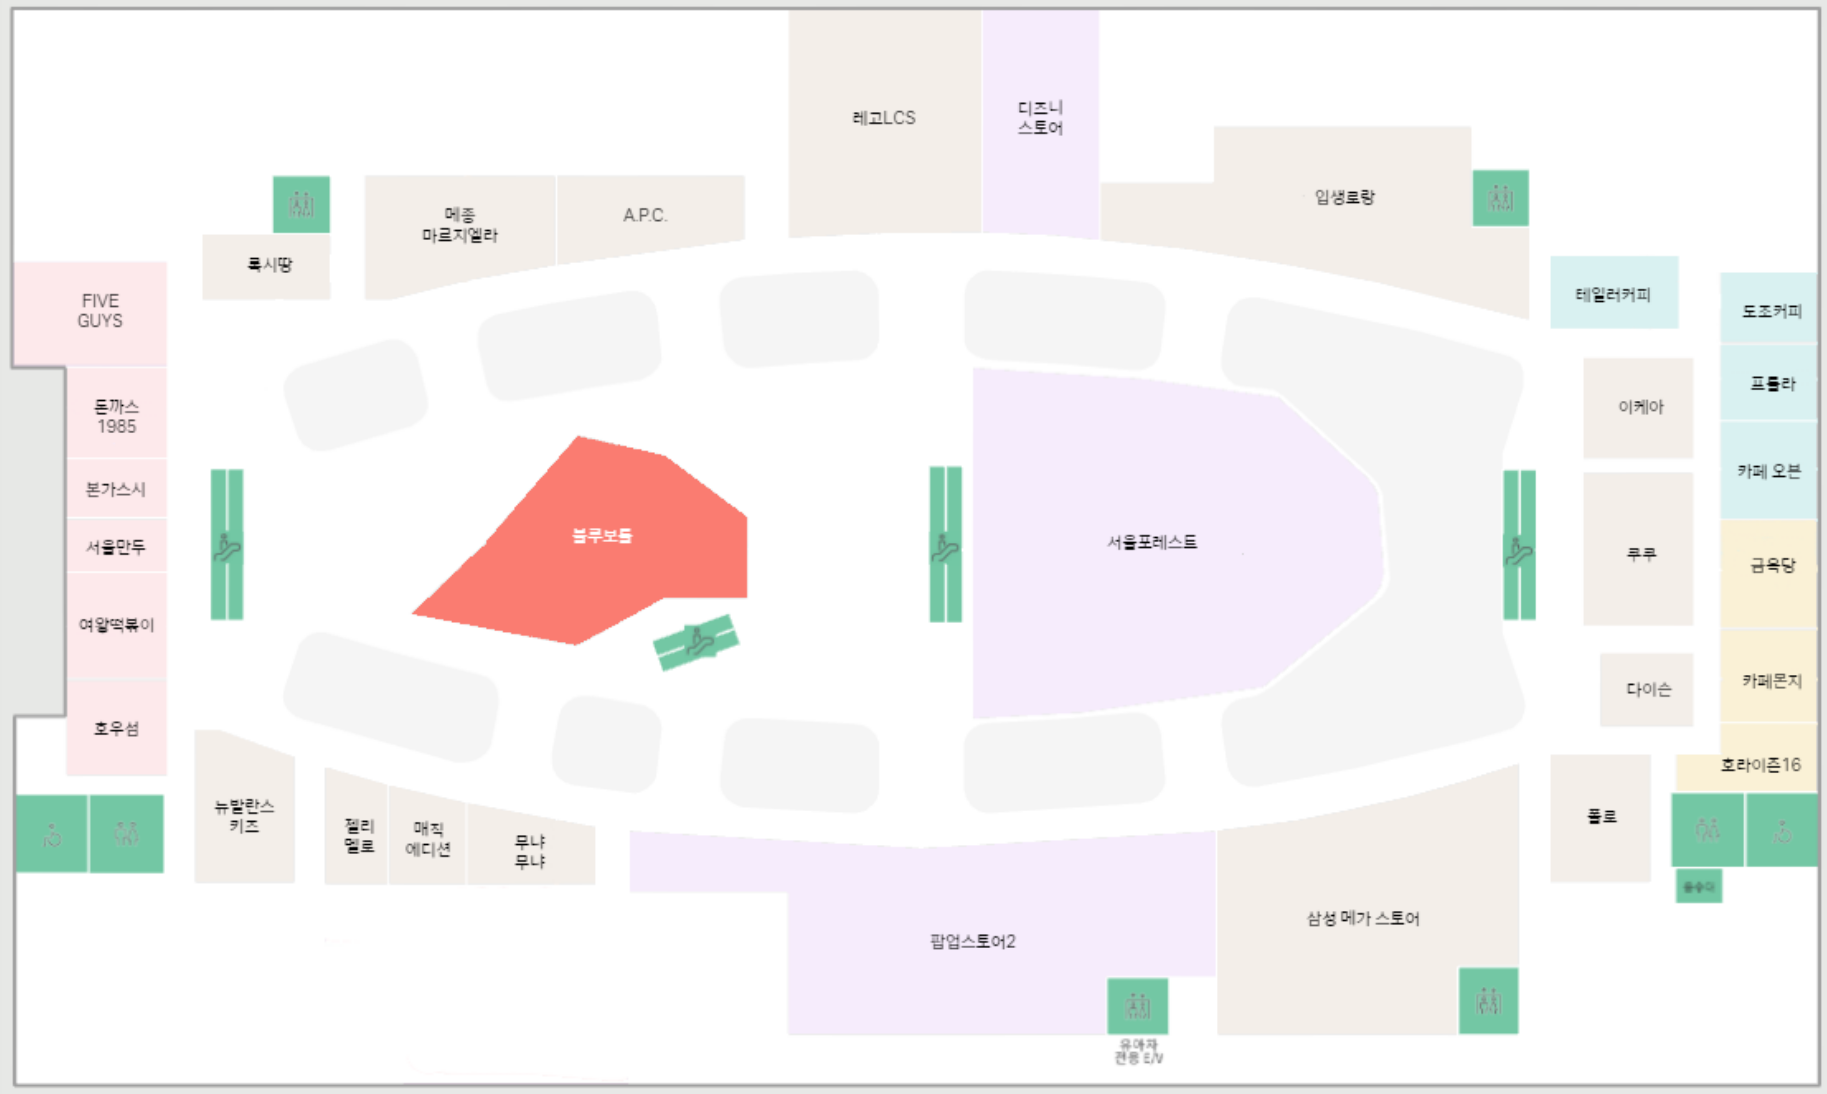 레고LCS
디즈니
스토어
입생로랑
메종
마르지엘라
A.P.C.
록시땅
FIVE
GUYS
테일러커피
도조커피
돈까스
1985
이케아
프롤라
카페 오븐
본가스시
블루보틀
서울포레스트
서울만두
쿠쿠
금옥당
여왕떡볶이
다이슨
카페몬지
호우섬
호라이즌16
뉴발란스
키즈
젤리
멜로
매직
에디션
무냐
무냐
폴로
음수대
삼성 메가 스토어
팝업스토어2
유아차
전용 E/V